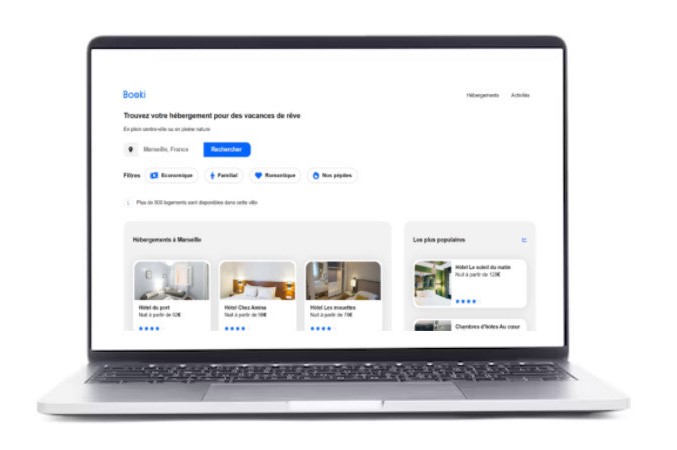 Booki
Hébergements Activités
Trouvez votre hébergement pour des vacances de rêve
En plein centre-ville ou en pleine nature
Marseille, France Rechercher
Filtres Economique Familial Romantique Nos pépites
Plus de 500 logements sont disponibles dans cette ville
Hébergements à Marseille
Hôtel du port
Nuit à partir de 52€
Hôtel Chez Amina
Nuit à partir de
Hôtel Les mouettes
Nuit à partir de 76€
Les plus populaires
Hôtel Le soleil du matin
Nuit à partir de 128€
Chambres d'hôtes Au cœur